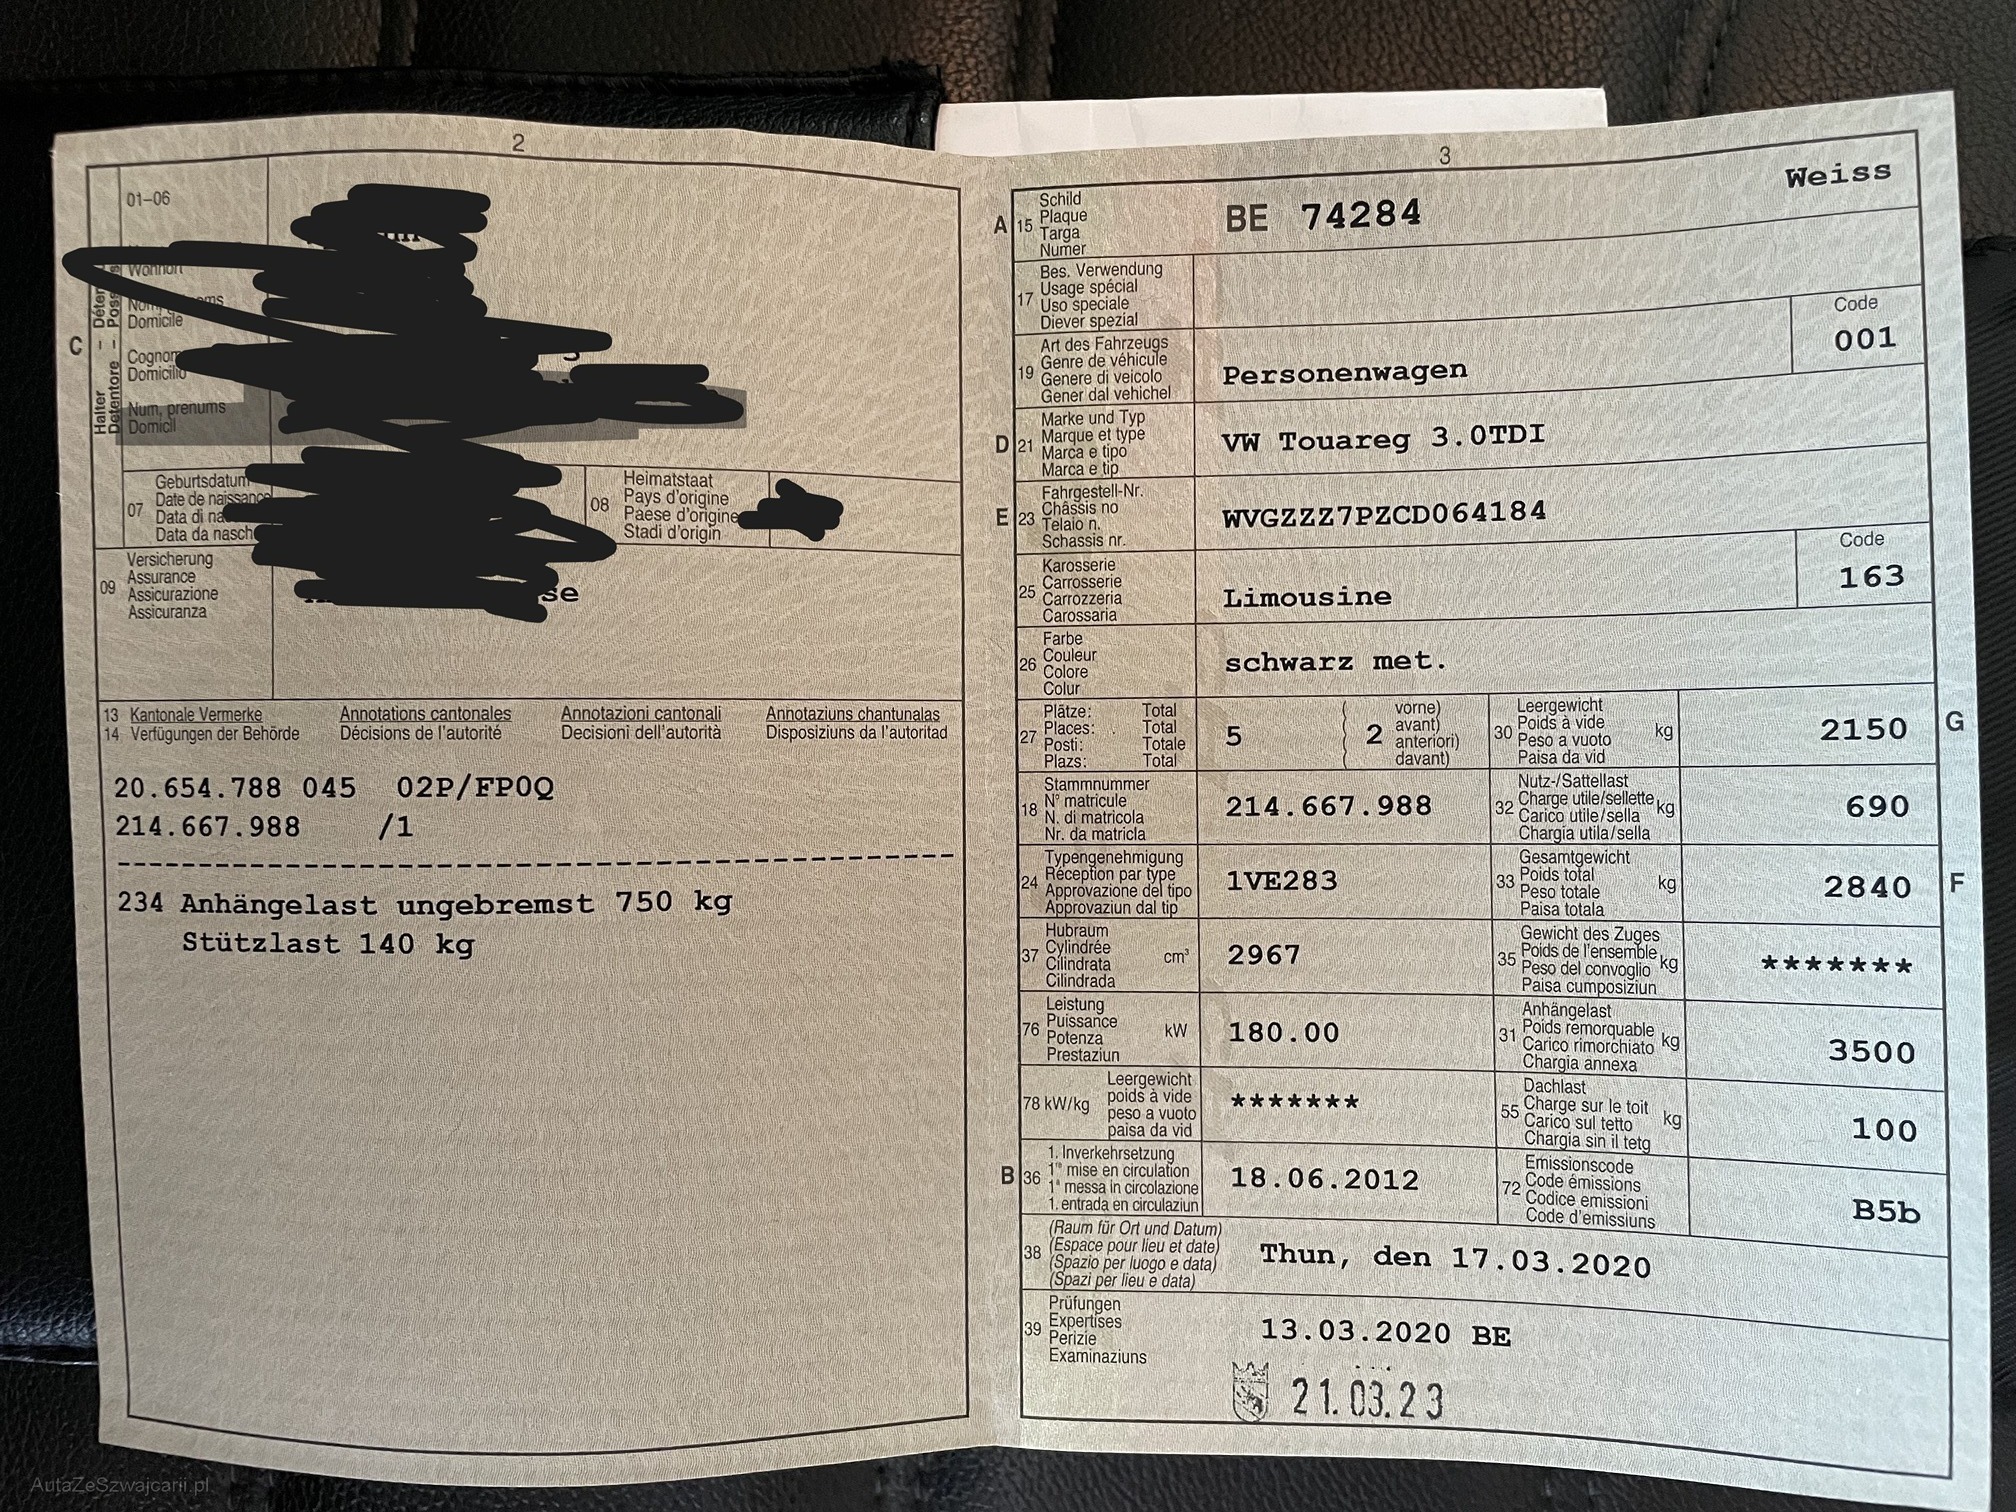 2
01–06
Wohnort
Domicile
Domicilio
Num, prenums
Domicil
C
Halter – Déten
Detentore – Poss
07
Geburtsdatum
Date de naissance
Data di na
Data da nasch
08
Heimatstaat
Pays d'origine
Paese d'origine
Stadi d'origin
09
Versicherung
Assurance
Assicurazione
Assicuranza
se
13 Kantonale Vermerke Annotations cantonales Annotazioni cantonali Annotaziuns chantunalas
14 Verfügungen der Behörde Décisions de l'autorité Decisioni dell'autorità Disposiziuns da l'autoritad
20.654.788 045 02P/FP0Q
214.667.988 /1
234 Anhängelast ungebremst 750 kg
Stützlast 140 kg
3
Weiss
A 15
Schild
Plaque
Targa
Numer
BE 74284
17
Bes. Verwendung
Usage spécial
Uso speciale
Diever spezial
19
Art des Fahrzeugs
Genre de véhicule
Genere di veicolo
Gener dal vehichel
Personenwagen
Code
001
D 21
Marke und Typ
Marque et type
Marca e tipo
Marca e tip
VW Touareg 3.0TDI
E 23
Fahrgestell-Nr.
Châssis no
Telaio n.
Schassis nr.
WVGZZZ7PZCD064184
25
Karosserie
Carrosserie
Carrozzeria
Carossaria
Limousine
Code
163
26
Farbe
Couleur
Colore
Colur
schwarz met.
27
Plätze: Total
Places: Total
Posti: Totale
Plazs: Total
5
2
vorne)
avant)
anteriori)
davant)
30
Leergewicht
Poids à vide
Peso a vuoto
Paisa da vid
kg
2150
G
18
Stammnummer
N° matricule
N. di matricola
Nr. da matricla
214.667.988
32
Nutz-/Sattellast
Charge utile/sellette
Carico utile/sella
Chargia utila/sella
kg
690
24
Typengenehmigung
Réception par type
Approvazione del tipo
Approvaziun dal tip
1VE283
33
Gesamtgewicht
Poids total
Peso totale
Paisa totala
kg
2840
F
37
Hubraum
Cylindrée
Cilindrata
Cilindrada
cm³
2967
35
Gewicht des Zuges
Poids de l'ensemble
Peso del convoglio
Paisa cumposiziun
kg
*******
76
Leistung
Puissance
Potenza
Prestaziun
kW
180.00
31
Anhängelast
Poids remorquable
Carico rimorchiato
Chargia annexa
kg
3500
78 kW/kg
Leergewicht
poids à vide
peso a vuoto
paisa da vid
*******
55
Dachlast
Charge sur le toit
Carico sul tetto
Chargia sin il tetg
kg
100
B 36
1. Inverkehrsetzung
1re mise en circulation
1a messa in circolazione
1. entrada en circulaziun
18.06.2012
72
Emissionscode
Code émissions
Codice emissioni
Code d'emissiuns
B5b
38
(Raum für Ort und Datum)
(Espace pour lieu et date)
(Spazio per luogo e data)
(Spazi per lieu e data)
Thun, den 17.03.2020
39
Prüfungen
Expertises
Perizie
Examinaziuns
13.03.2020 BE
21.03.23
AutaZeSzwajcarii.pl